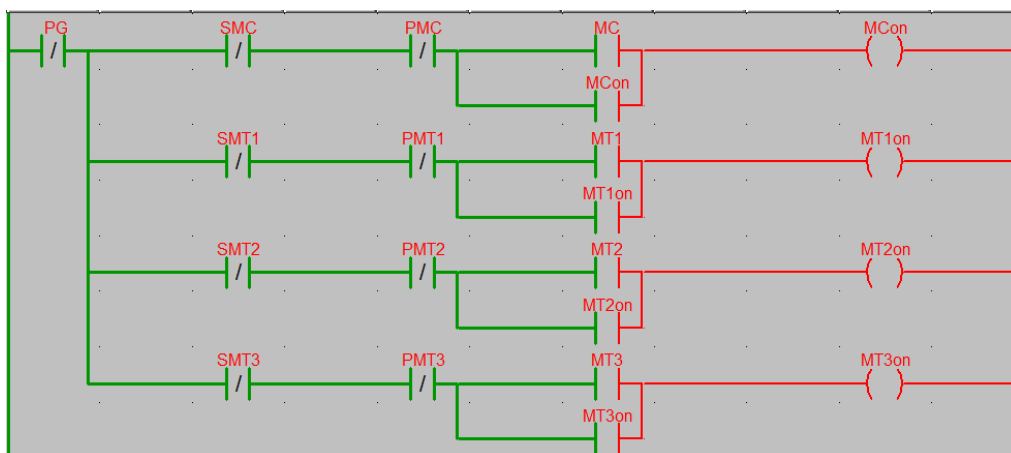 PG SMC PMC MC MCon
MCon
SMT1 PMT1 MT1 MT1on
MT1on
SMT2 PMT2 MT2 MT2on
MT2on
SMT3 PMT3 MT3 MT3on
MT3on